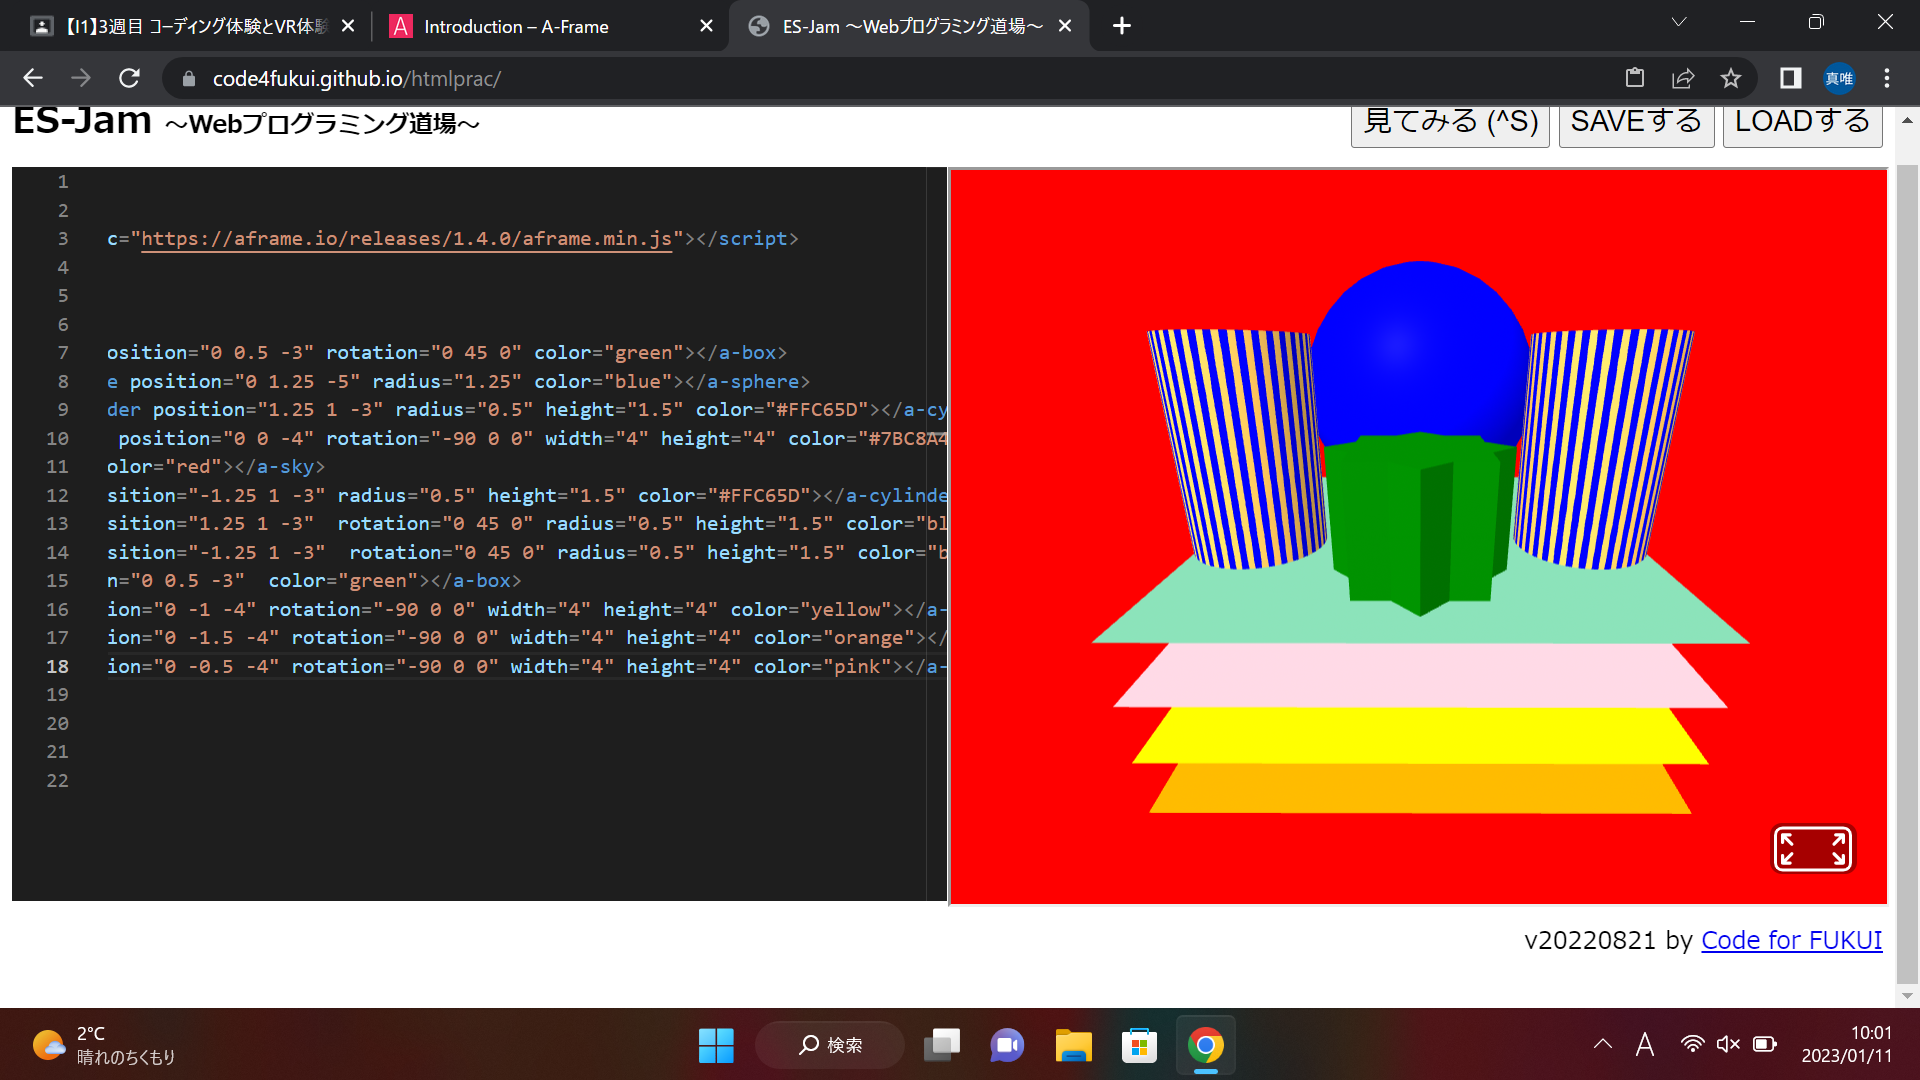 【I1】3週目 コーディング体験とVR体験
Introduction – A-Frame
ES-Jam 〜Webプログラミング道場〜
code4fukui.github.io/htmlprac/
真唯
ES-Jam 〜Webプログラミング道場〜
見てみる (^S)
SAVEする
LOADする
1
2
3 c="https://aframe.io/releases/1.4.0/aframe.min.js"></script>
4
5
6
7 osition="0 0.5 -3" rotation="0 45 0" color="green"></a-box>
8 e position="0 1.25 -5" radius="1.25" color="blue"></a-sphere>
9 der position="1.25 1 -3" radius="0.5" height="1.5" color="#FFC65D"></a-cy
10 position="0 0 -4" rotation="-90 0 0" width="4" height="4" color="#7BC8A4
11 olor="red"></a-sky>
12 sition="-1.25 1 -3" radius="0.5" height="1.5" color="#FFC65D"></a-cylinde
13 sition="1.25 1 -3"  rotation="0 45 0" radius="0.5" height="1.5" color="bl
14 sition="-1.25 1 -3"  rotation="0 45 0" radius="0.5" height="1.5" color="b
15 n="0 0.5 -3"  color="green"></a-box>
16 ion="0 -1 -4" rotation="-90 0 0" width="4" height="4" color="yellow"></a-
17 ion="0 -1.5 -4" rotation="-90 0 0" width="4" height="4" color="orange"></
18 ion="0 -0.5 -4" rotation="-90 0 0" width="4" height="4" color="pink"></a-
19
20
21
22
v20220821 by Code for FUKUI
2°C
晴れのちくもり
検索
A
10:01
2023/01/11